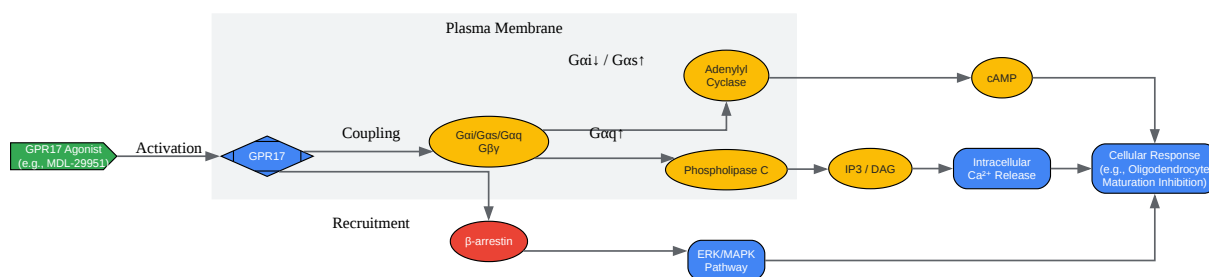 Plasma Membrane
Gαi↓ / Gαs↑
Adenylyl
Cyclase
cAMP
GPR17 Agonist
(e.g., MDL-29951)
Activation
GPR17
Coupling
Gαi/Gαs/Gαq
Gβγ
Gαq↑
Phospholipase C
IP3 / DAG
Intracellular
Ca²⁺ Release
Cellular Response
(e.g., Oligodendrocyte
Maturation Inhibition)
Recruitment
β-arrestin
ERK/MAPK
Pathway